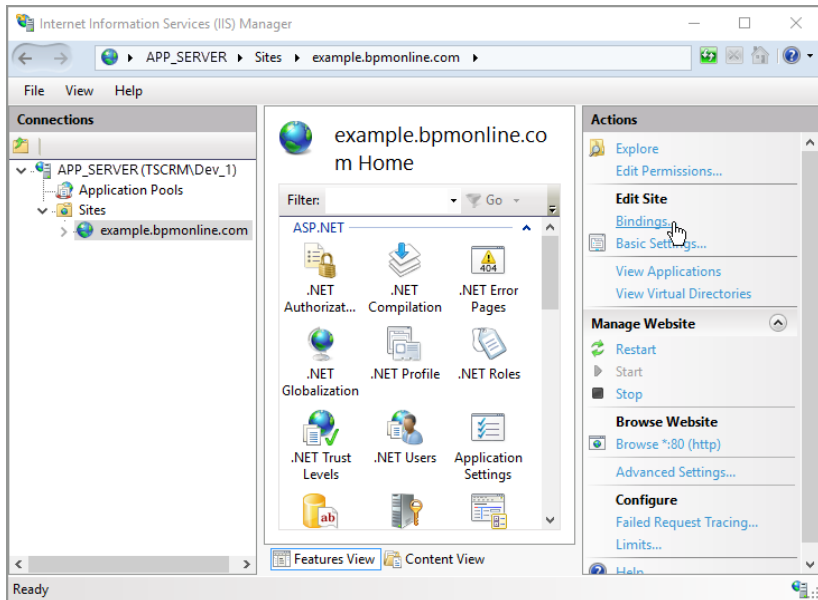 Internet Information Services (IIS) Manager
APP_SERVER Sites example.bpmonline.com
File View Help
Connections
APP_SERVER (TSCRM\Dev_1)
Application Pools
Sites
example.bpmonline.com
example.bpmonline.co
m Home
Filter: Go
ASP.NET
.NET Authorizat...
.NET Compilation
404
.NET Error Pages
.NET Globalization
.NET Profile
.NET Roles
.NET Trust Levels
.NET Users
Application Settings
ab
Features View Content View
Actions
Explore
Edit Permissions...
Edit Site
Bindings...
Basic Settings...
View Applications
View Virtual Directories
Manage Website
Restart
Start
Stop
Browse Website
Browse *:80 (http)
Advanced Settings...
Configure
Failed Request Tracing...
Limits...
Help
Ready